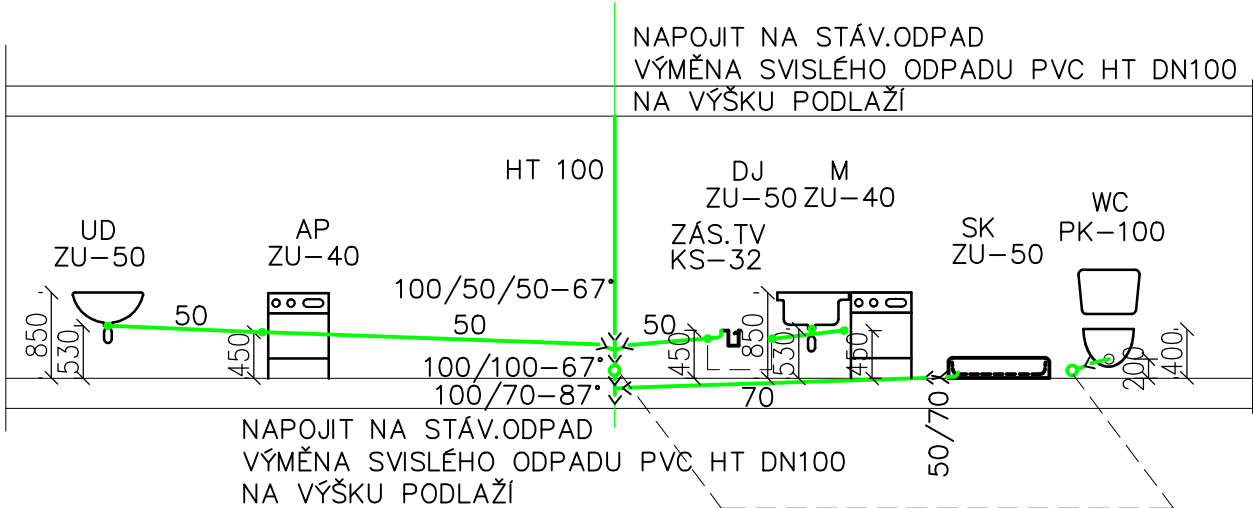 NAPOJIT NA STÁV.ODPAD
VÝMĚNA SVISLÉHO ODPADU PVC HT DN100
NA VÝŠKU PODLAŽÍ
HT 100
DJ
ZU-50
M
ZU-40
UD
ZU-50
AP
ZU-40
ZÁS.TV
KS-32
SK
ZU-50
WC
PK-100
100/50/50-67°
50
50
50
850
530
450
450
850
530
450
200
400
100/100-67°
100/70-87°
70
50/70
NAPOJIT NA STÁV.ODPAD
VÝMĚNA SVISLÉHO ODPADU PVC HT DN100
NA VÝŠKU PODLAŽÍ